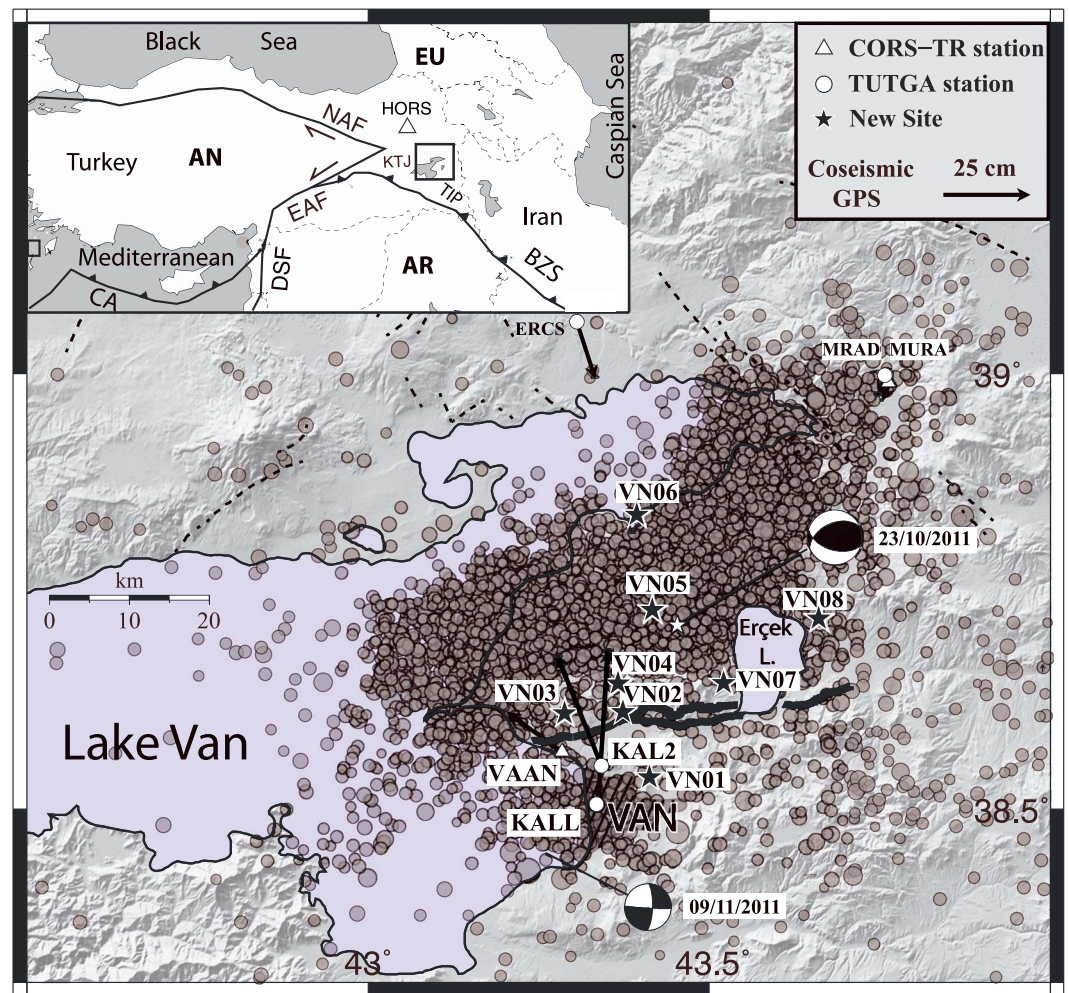 Black Sea
EU
Caspian Sea
HORS
NAF
KTJ
Turkey
AN
TIP
EAF
Iran
Mediterranean
DSF
AR
BZS
CA
CORS−TR station
TUTGA station
New Site
Coseismic
GPS
25 cm
ERCS
MRAD
MURA
39°
VN06
23/10/2011
km
0 10 20
VN05
VN08
Erçek
L.
VN04
VN03
VN02
VN07
Lake Van
VAAN
KAL2
VN01
KALL
VAN
38.5°
09/11/2011
43°
43.5°